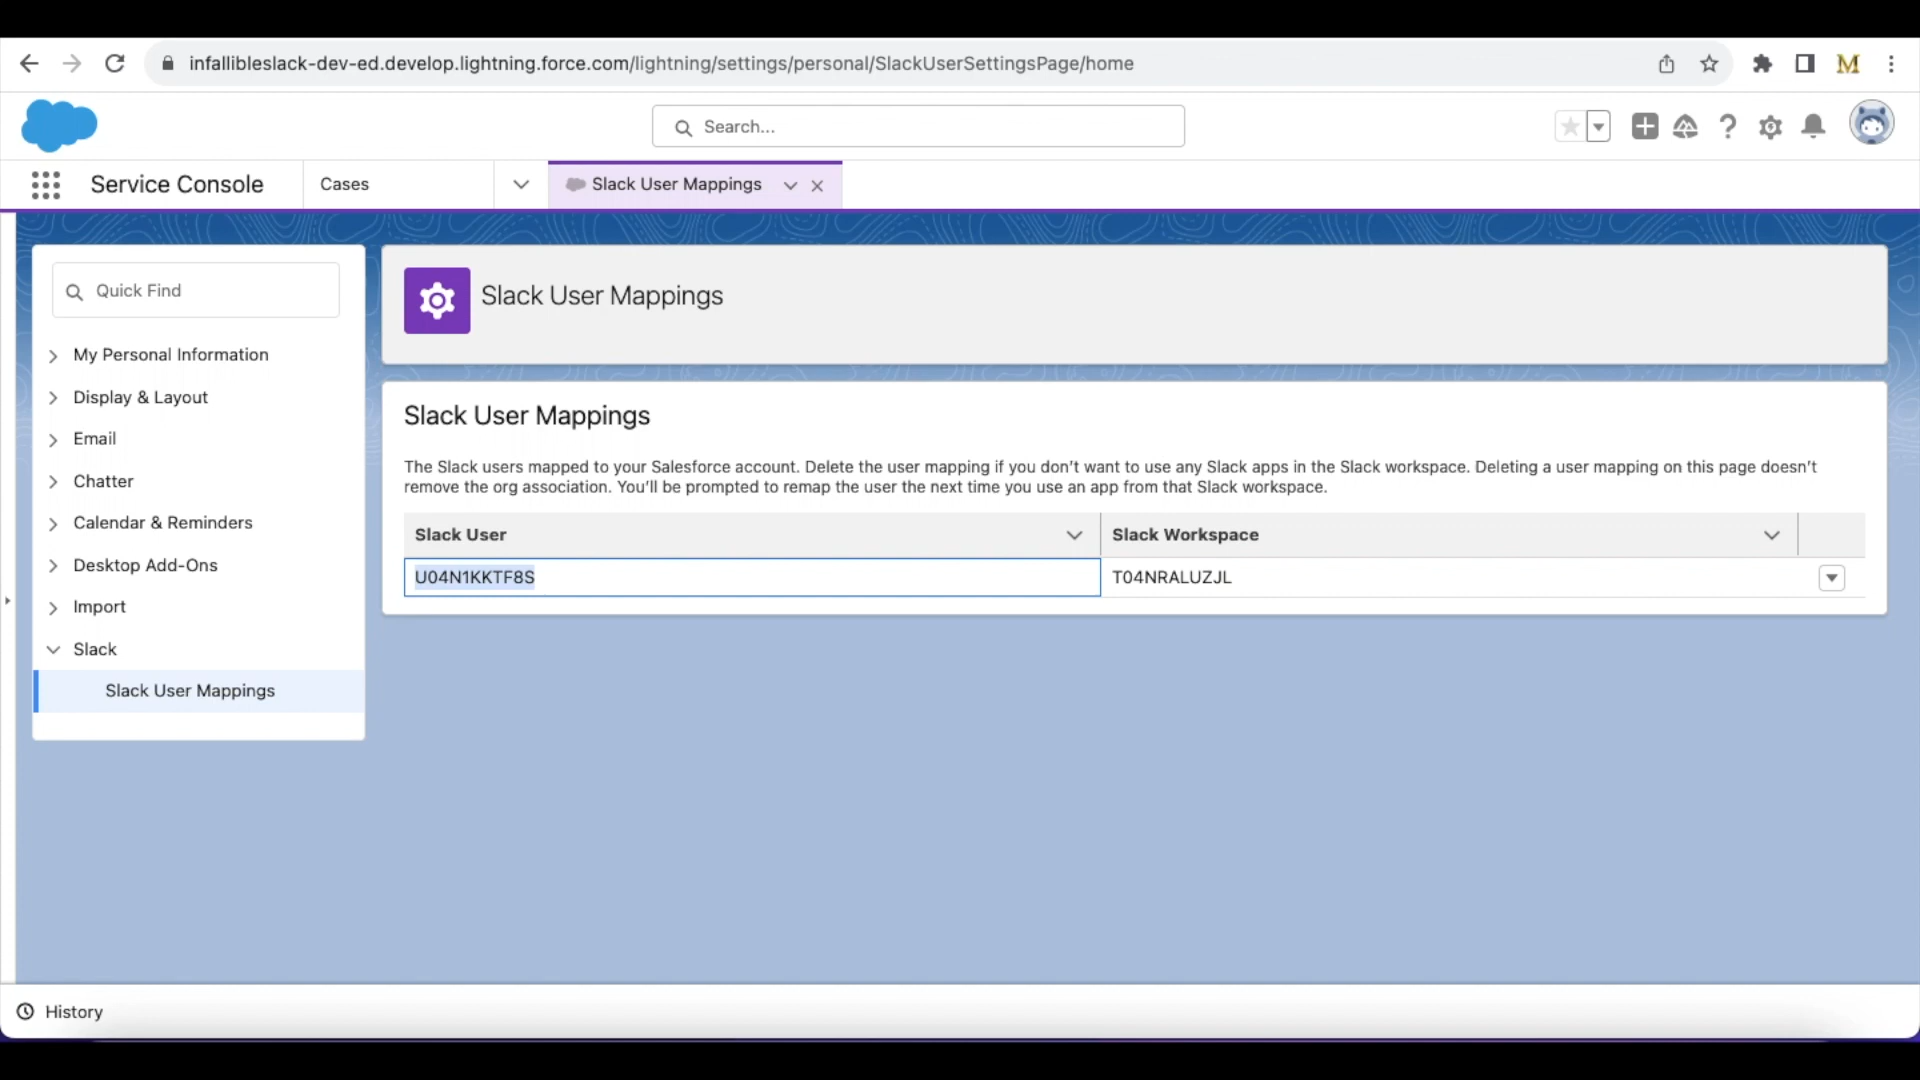 infallibleslack-dev-ed.develop.lightning.force.com/lightning/settings/personal/SlackUserSettingsPage/home
M
Search...
Service Console
Cases
Slack User Mappings
Quick Find
My Personal Information
Display & Layout
Email
Chatter
Calendar & Reminders
Desktop Add-Ons
Import
Slack
Slack User Mappings
Slack User Mappings
Slack User Mappings
The Slack users mapped to your Salesforce account. Delete the user mapping if you don't want to use any Slack apps in the Slack workspace. Deleting a user mapping on this page doesn't
remove the org association. You'll be prompted to remap the user the next time you use an app from that Slack workspace.
Slack User
Slack Workspace
U04N1KKTF8S
T04NRALUZJL
History